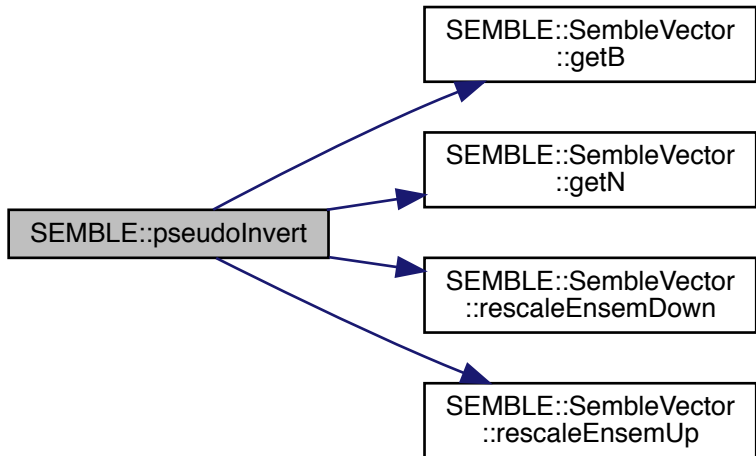 SEMBLE::SembleVector
::getB
SEMBLE::SembleVector
::getN
SEMBLE::pseudoInvert
SEMBLE::SembleVector
::rescaleEnsemDown
SEMBLE::SembleVector
::rescaleEnsemUp